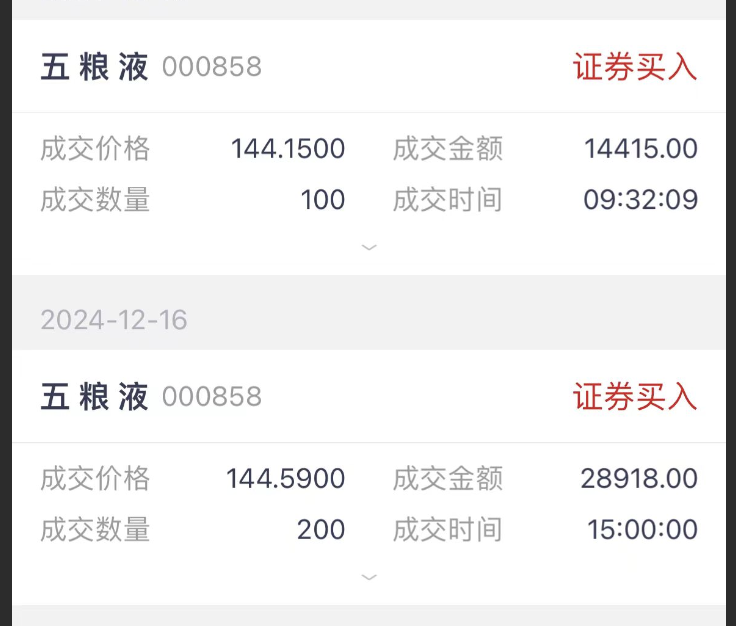 五粮液 000858 证券买入
成交价格 144.1500 成交金额 14415.00
成交数量 100 成交时间 09:32:09
2024-12-16
五粮液 000858 证券买入
成交价格 144.5900 成交金额 28918.00
成交数量 200 成交时间 15:00:00